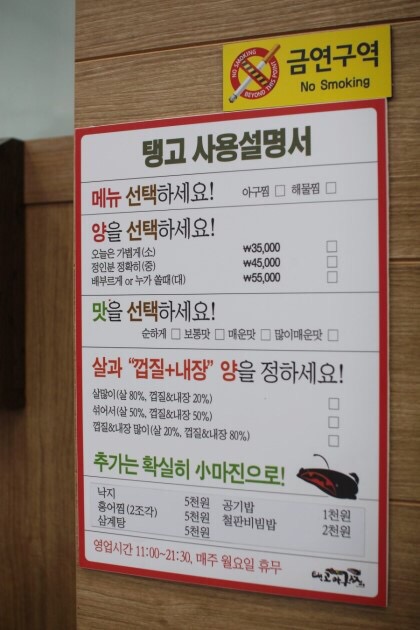 금연구역
No Smoking
NO SMOKING
BEYOND THIS POINT
탱고 사용설명서
메뉴 선택하세요! 아구찜 □ 해물찜 □
양을 선택하세요!
오늘은 가볍게(소) ₩35,000 □
정인분 정확히(중) ₩45,000 □
배부르게 or 누가 쏠때(대) ₩55,000 □
맛을 선택하세요!
순하게 □ 보통맛 □ 매운맛 □ 많이매운맛 □
살과 "껍질+내장" 양을 정하세요!
살많이(살 80%, 껍질&내장 20%) □
섞어서(살 50%, 껍질&내장 50%) □
껍질&내장 많이(살 20%, 껍질&내장 80%) □
추가는 확실히 小마진으로!
낙지 5천원 공기밥 1천원
홍어찜(2조각) 5천원 철판비빔밥 2천원
삼계탕 5천원
영업시간 11:00~21:30, 매주 월요일 휴무